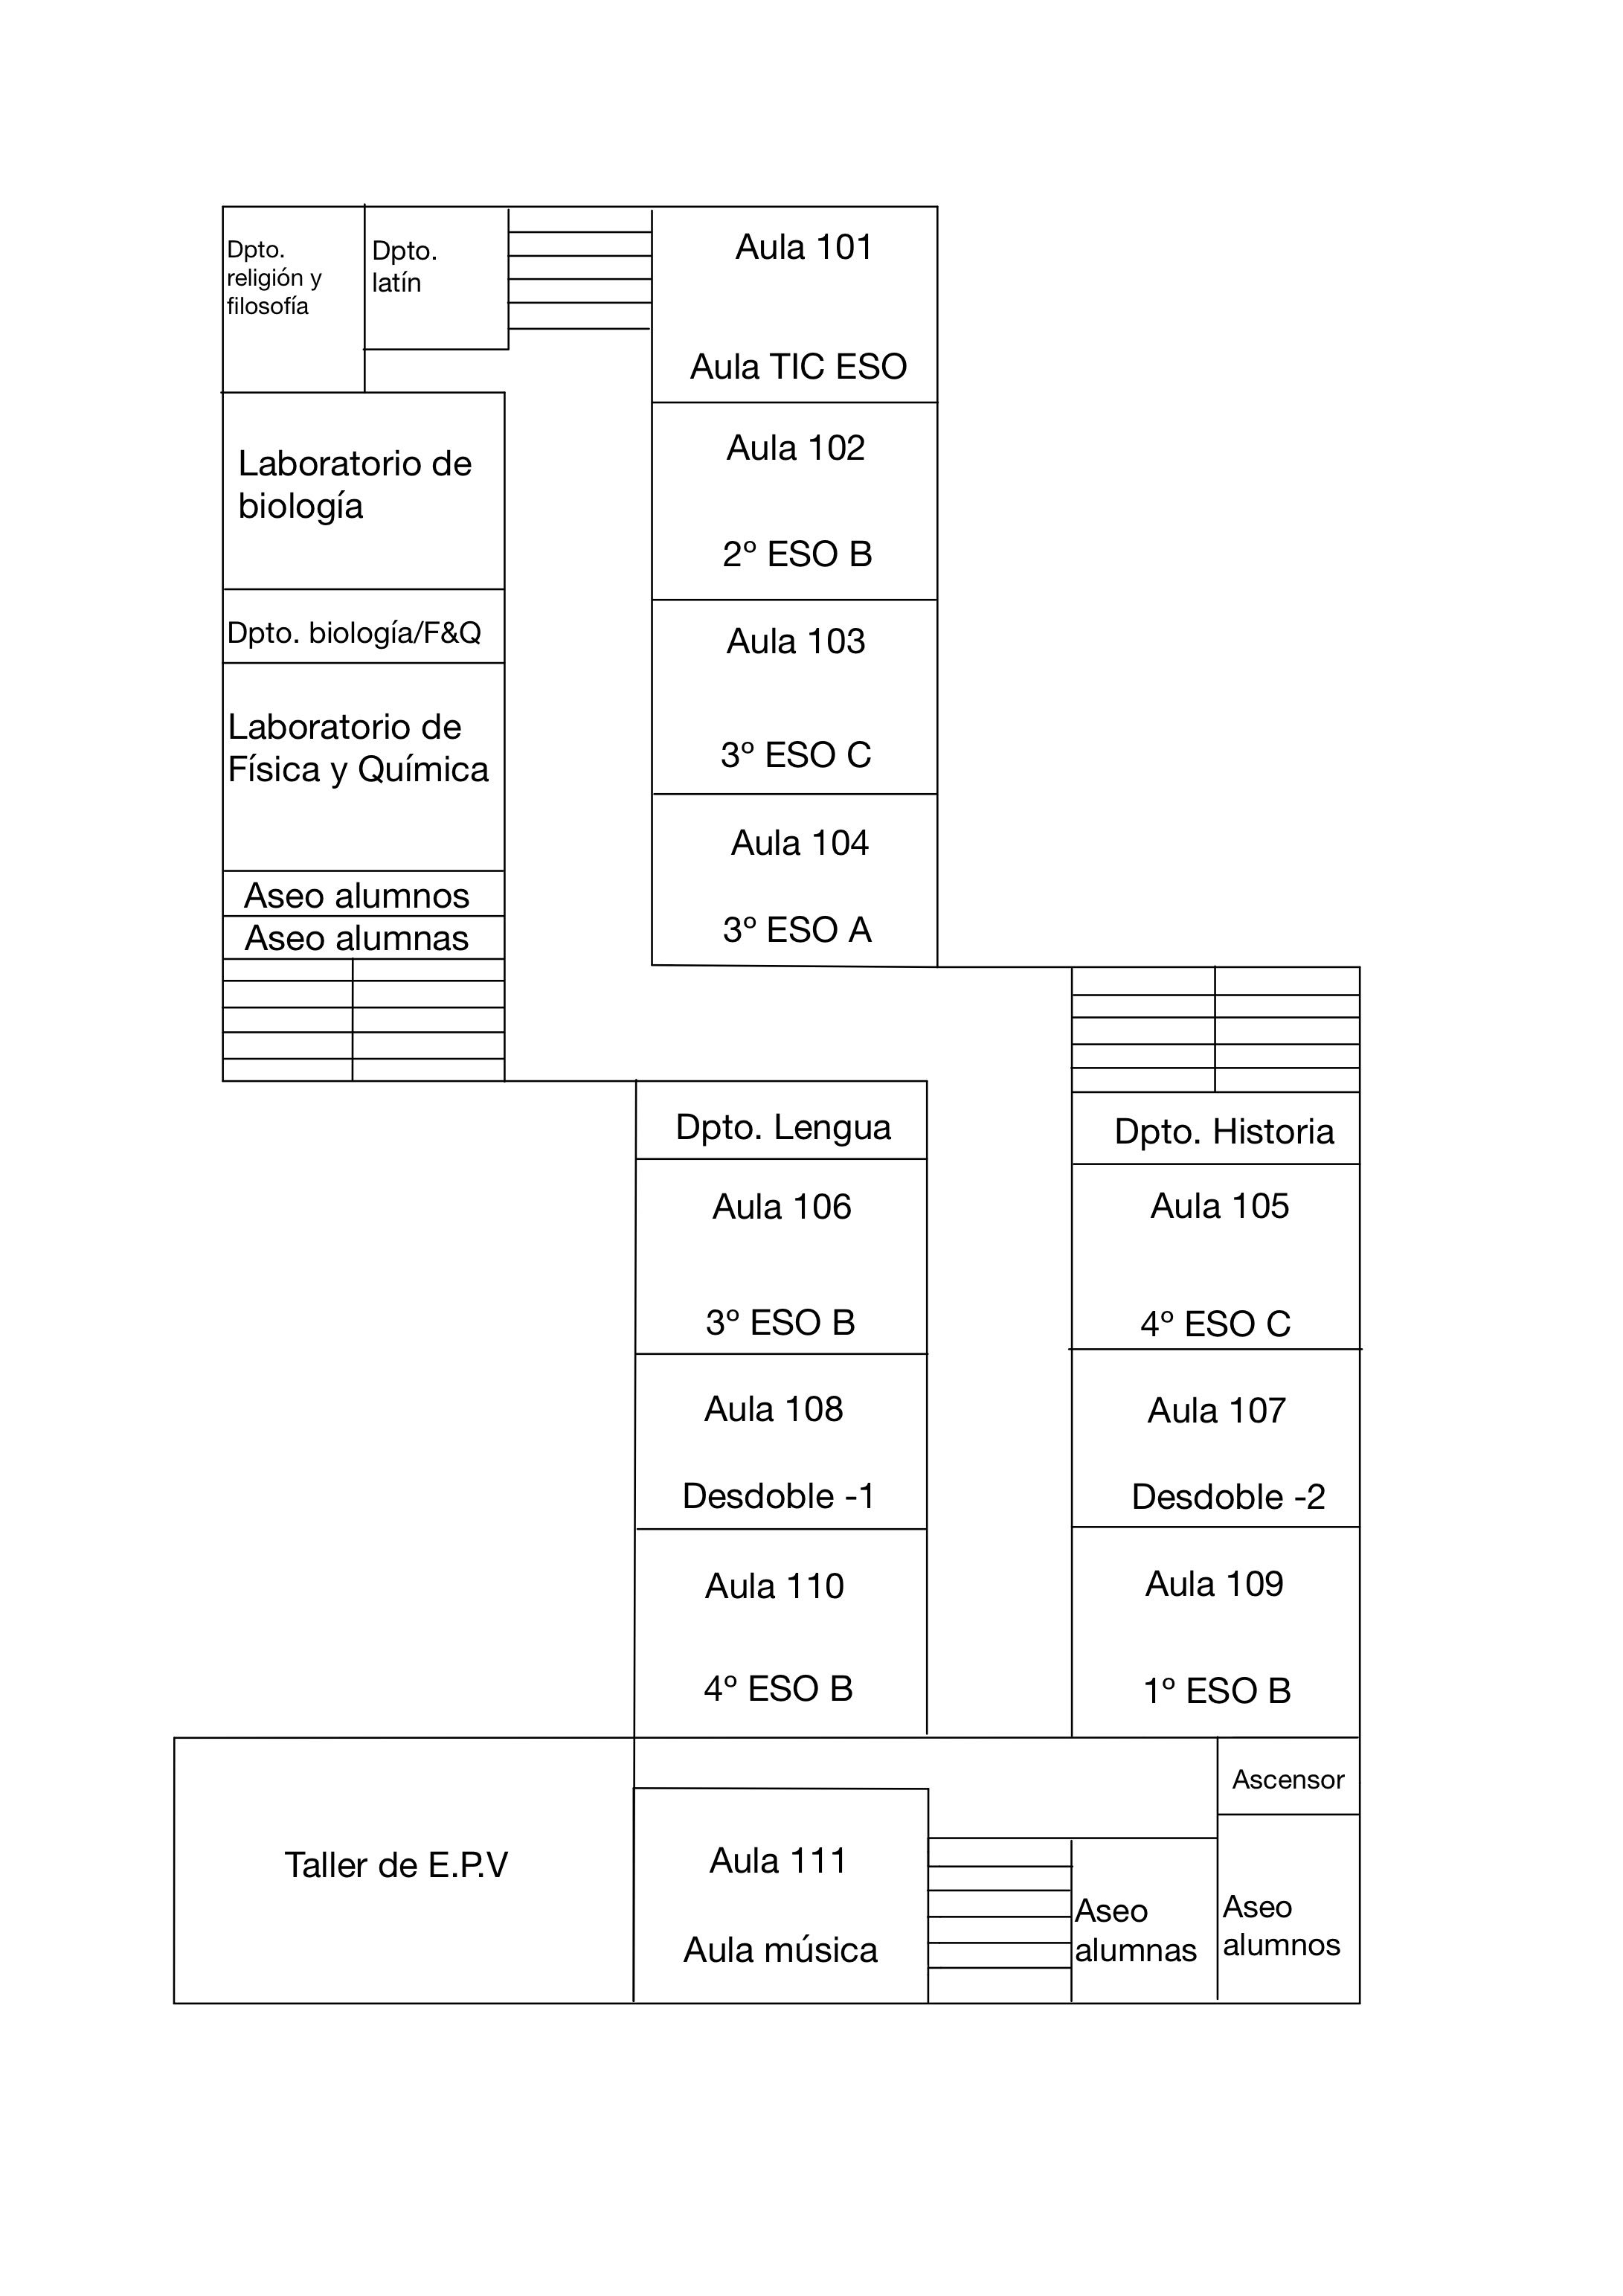 Dpto.
religión y
filosofía
Dpto.
latín
Aula 101
Aula TIC ESO
Laboratorio de
biología
Aula 102
2º ESO B
Dpto. biología/F&Q
Aula 103
3º ESO C
Laboratorio de
Física y Química
Aula 104
3º ESO A
Aseo alumnos
Aseo alumnas
Dpto. Lengua
Dpto. Historia
Aula 106
3º ESO B
Aula 105
4º ESO C
Aula 108
Desdoble -1
Aula 107
Desdoble -2
Aula 110
4º ESO B
Aula 109
1º ESO B
Taller de E.P.V
Aula 111
Aula música
Aseo
alumnas
Ascensor
Aseo
alumnos